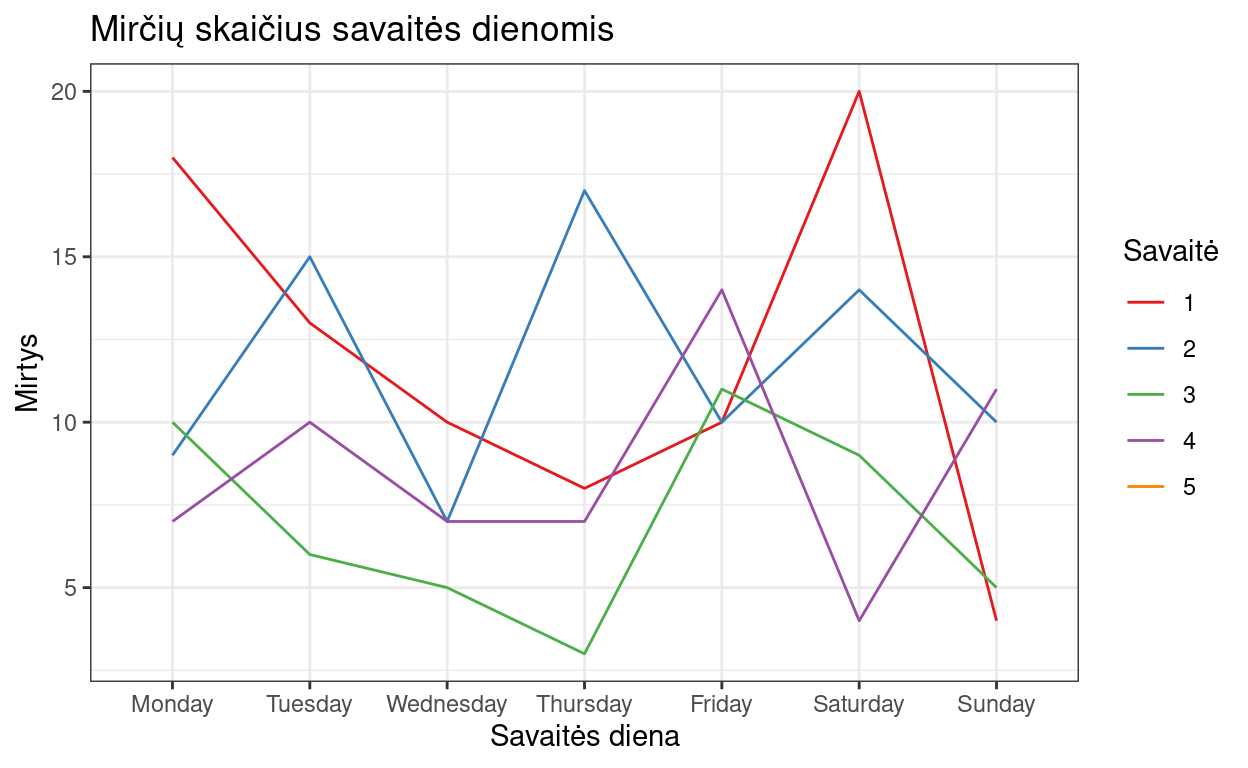 Mirčių skaičius savaitės dienomis
Mirtys
20
15
10
5
Monday Tuesday Wednesday Thursday Friday Saturday Sunday
Savaitės diena
Savaitė
1
2
3
4
5